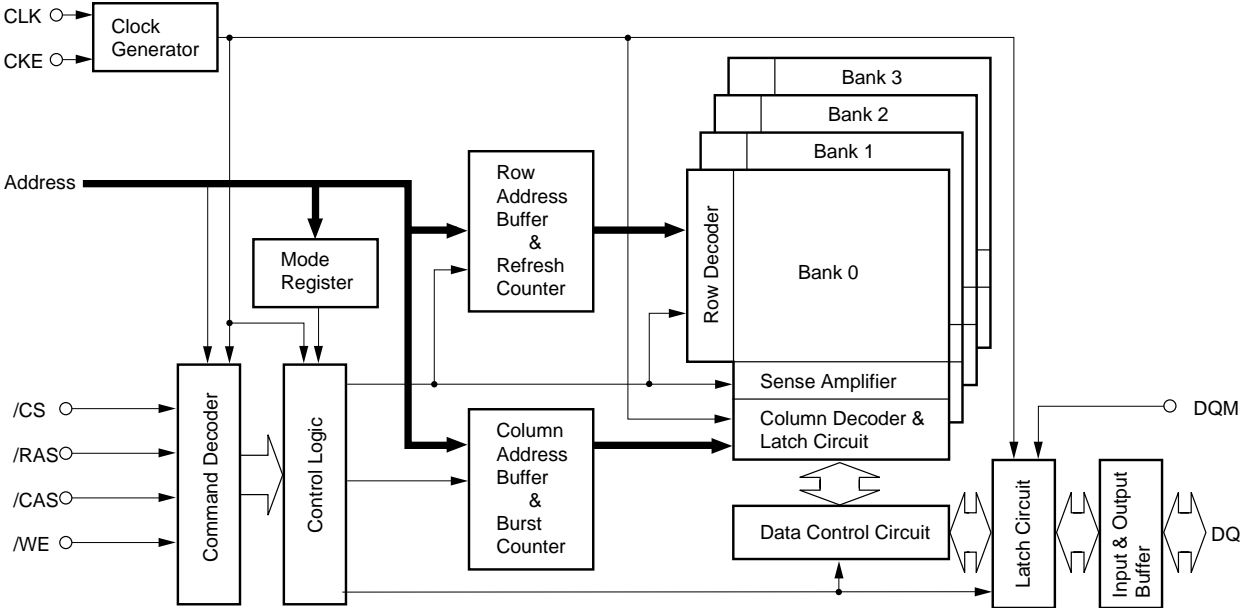 CLK
CKE
Clock
Generator
Bank 3
Bank 2
Bank 1
Bank 0
Address
Row
Address
Buffer
&
Refresh
Counter
Row Decoder
Mode
Register
Sense Amplifier
Column Decoder &
Latch Circuit
/CS
/RAS
/CAS
/WE
Command Decoder
Control Logic
Column
Address
Buffer
&
Burst
Counter
DQM
Data Control Circuit
Latch Circuit
Input & Output
Buffer
DQ